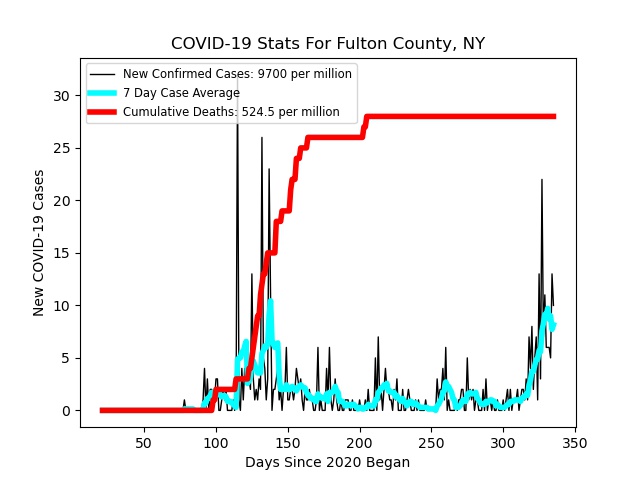 COVID-19 Stats For Fulton County, NY
New Confirmed Cases: 9700 per million
7 Day Case Average
Cumulative Deaths: 524.5 per million
New COVID-19 Cases
30
25
20
15
10
5
0
50 100 150 200 250 300 350
Days Since 2020 Began